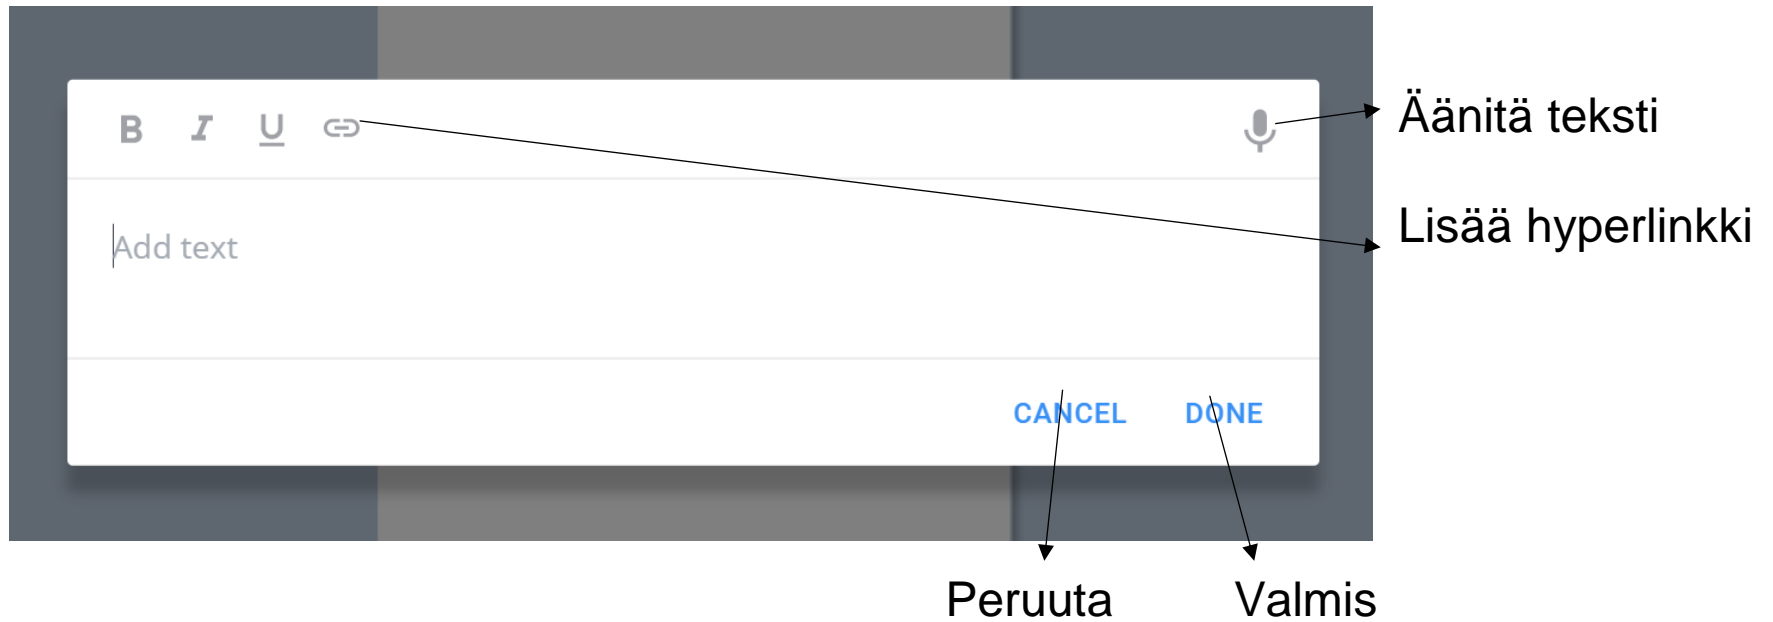 B I U
Äänitä teksti
Lisää hyperlinkki
Add text
CANCEL DONE
Peruuta Valmis